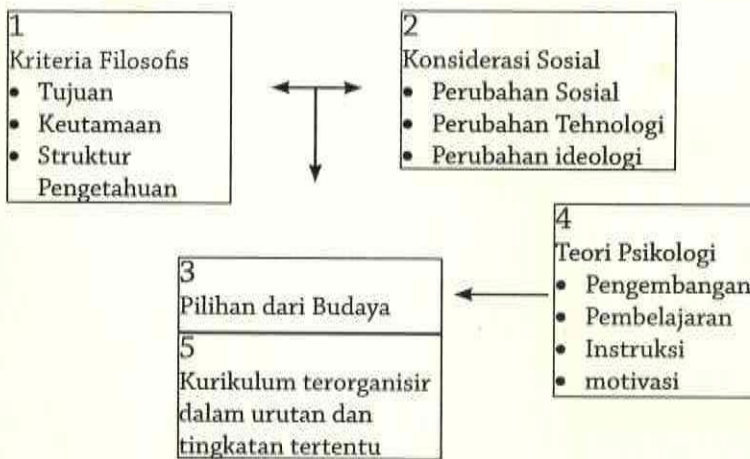 1
Kriteria Filosofis
• Tujuan
• Keutamaan
• Struktur
Pengetahuan
2
Konsiderasi Sosial
• Perubahan Sosial
• Perubahan Tehnologi
• Perubahan ideologi
3
Pilihan dari Budaya
4
Teori Psikologi
• Pengembangan
• Pembelajaran
• Instruksi
• motivasi
5
Kurikulum terorganisir
dalam urutan dan
tingkatan tertentu